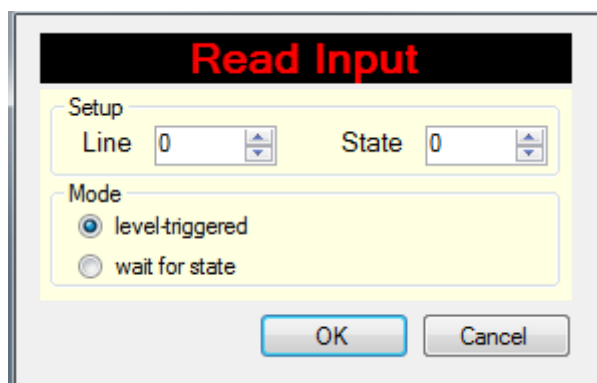 Read Input
Setup
Line 0 State 0
Mode
level-triggered
wait for state
OK Cancel